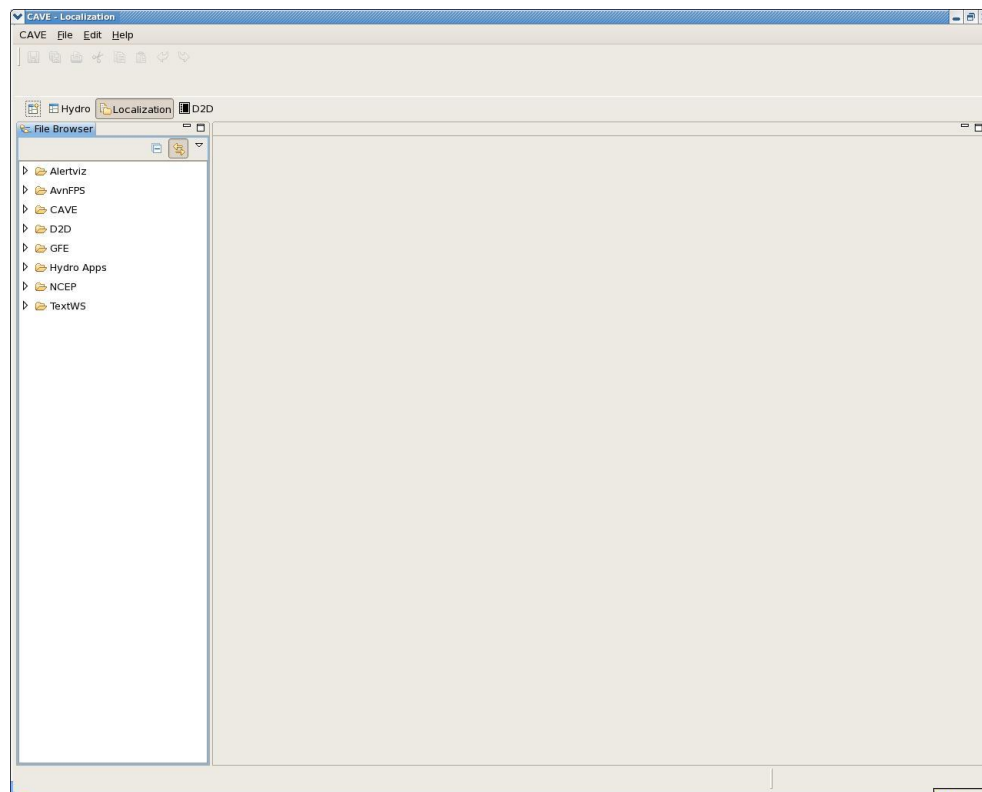 CAVE - Localization
CAVE File Edit Help
Hydro Localization D2D
File Browser
Alertviz
AvnFPS
CAVE
D2D
GFE
Hydro Apps
NCEP
TextWS